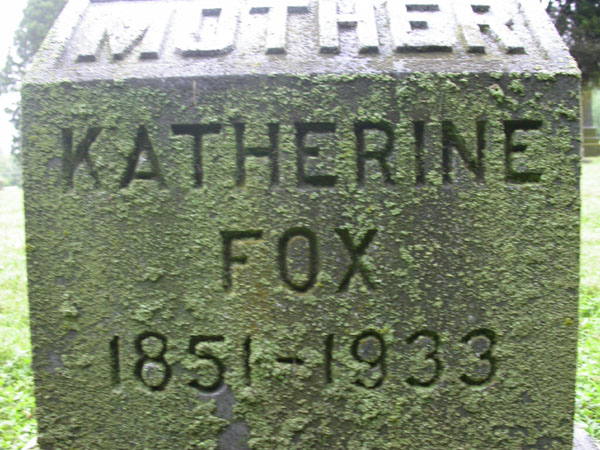 MOTHER
KATHERINE
FOX
1851-1933